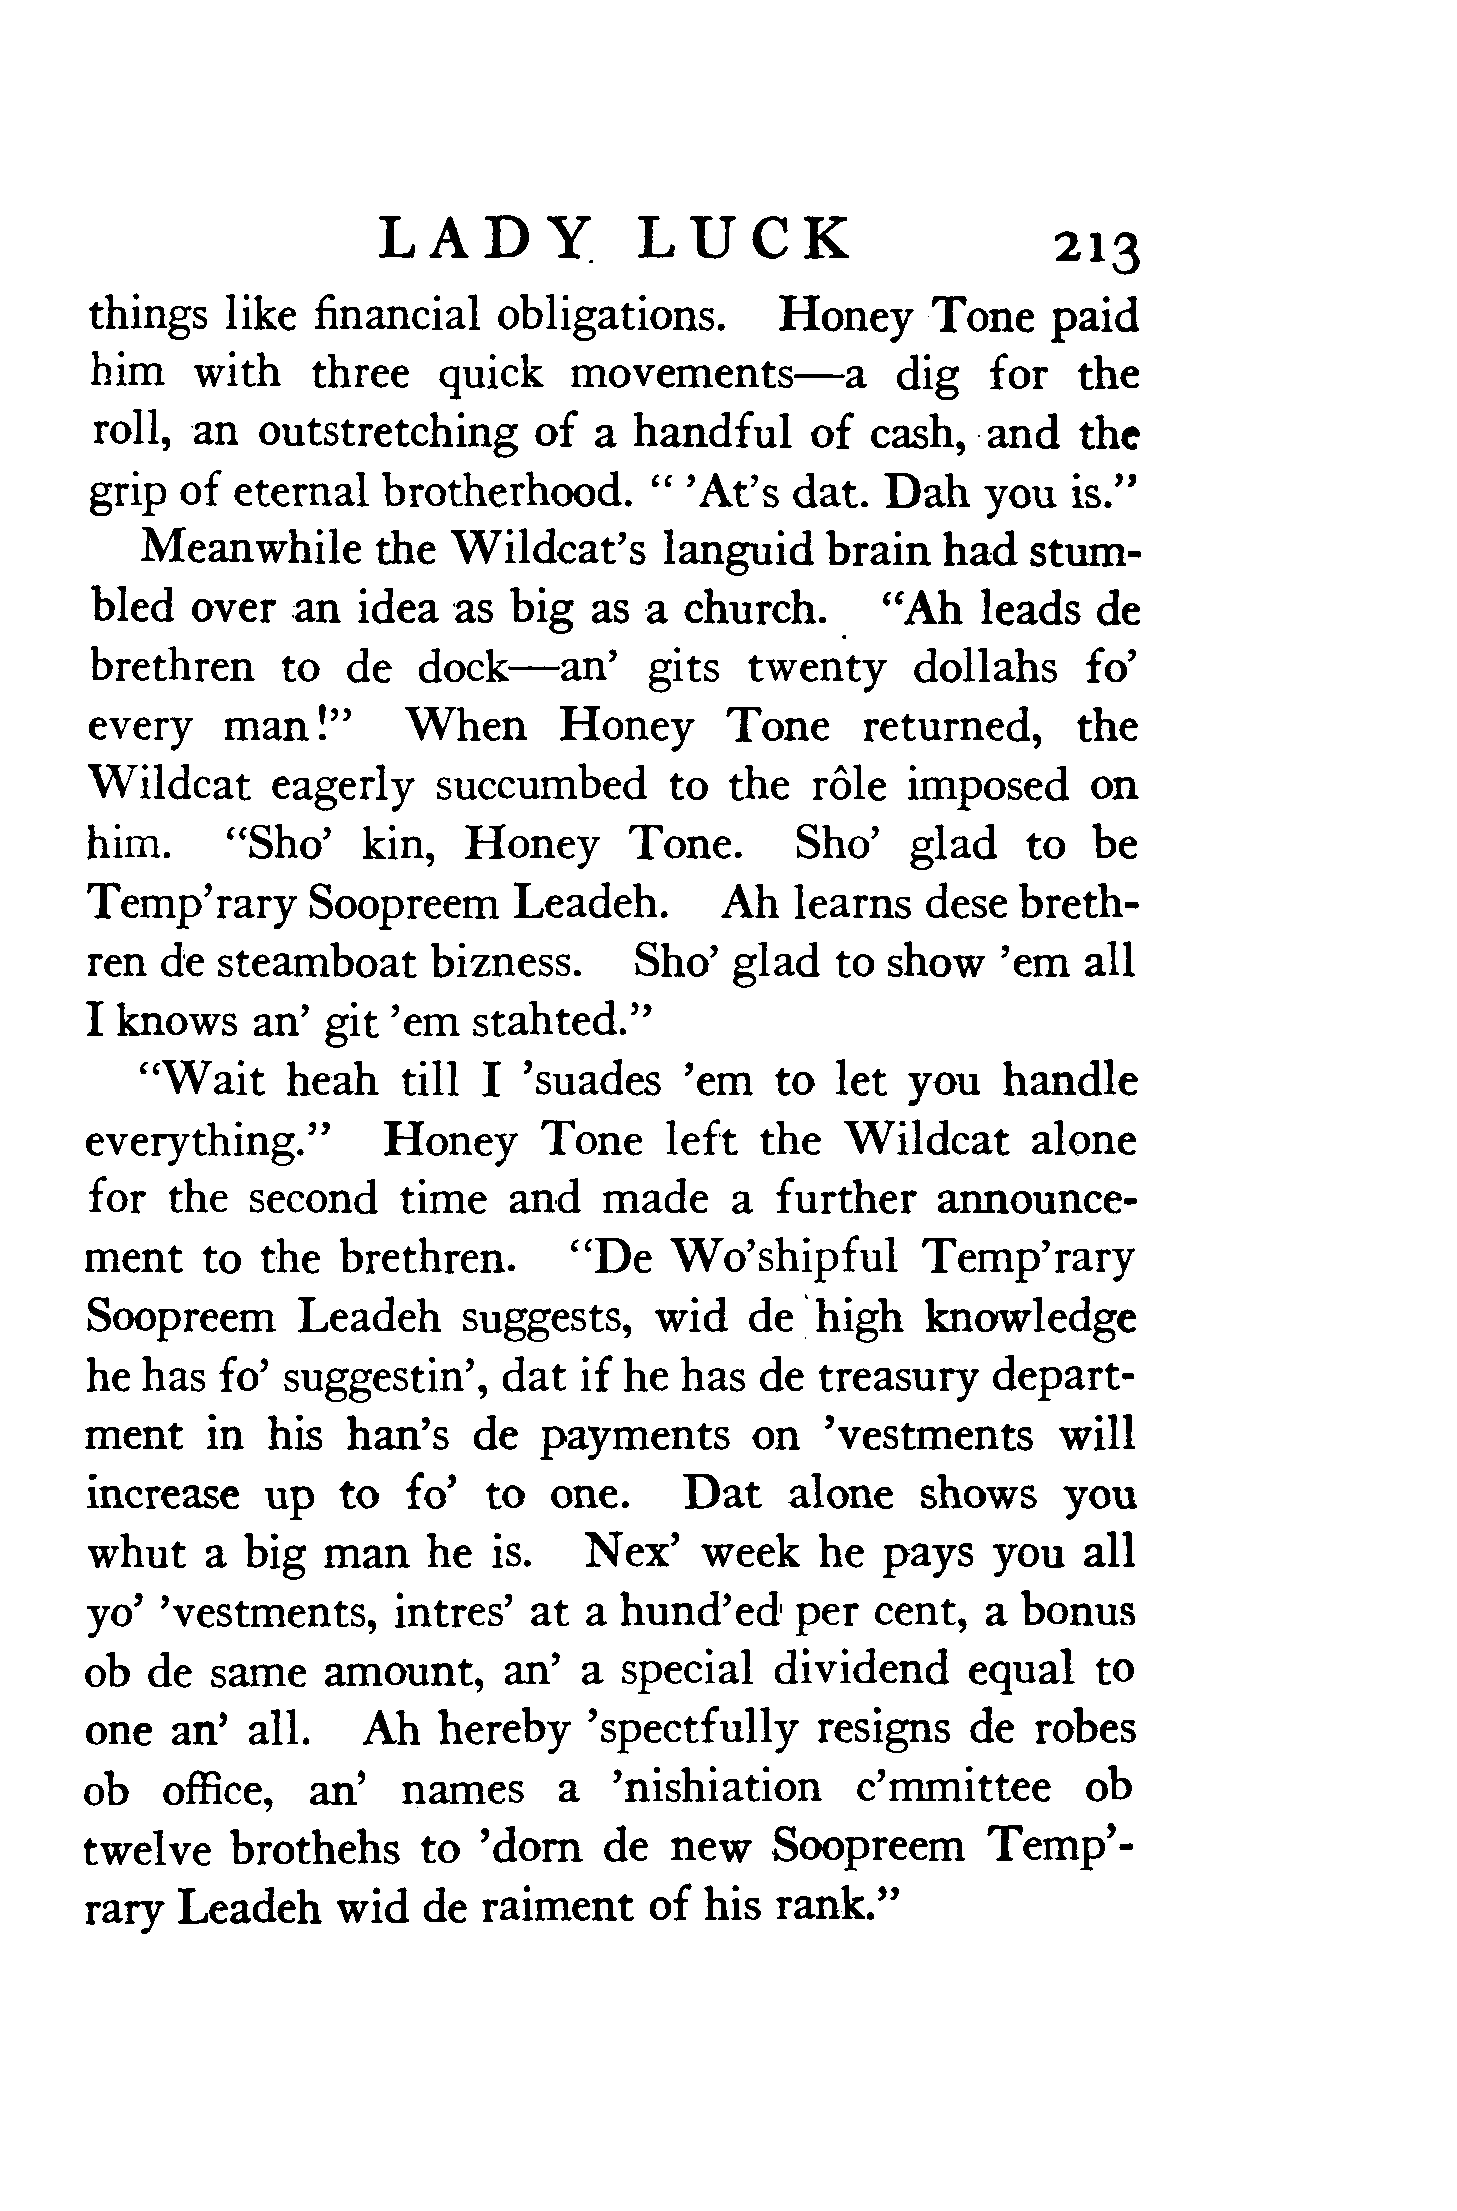 LADY LUCK 213
things like financial obligations. Honey Tone paid
him with three quick movements—a dig for the
roll, an outstretching of a handful of cash, and the
grip of eternal brotherhood. “ ’At’s dat. Dah you is.”
Meanwhile the Wildcat’s languid brain had stum-
bled over an idea as big as a church. “Ah leads de
brethren to de dock—an’ gits twenty dollahs fo’
every man!” When Honey Tone returned, the
Wildcat eagerly succumbed to the rôle imposed on
him. “Sho’ kin, Honey Tone. Sho’ glad to be
Temp’rary Soopreem Leadeh. Ah learns dese breth-
ren de steamboat bizness. Sho’ glad to show ’em all
I knows an’ git ’em stahted.”
“Wait heah till I ’suades ’em to let you handle
everything.” Honey Tone left the Wildcat alone
for the second time and made a further announce-
ment to the brethren. “De Wo’shipful Temp’rary
Soopreem Leadeh suggests, wid de high knowledge
he has fo’ suggestin’, dat if he has de treasury depart-
ment in his han’s de payments on ’vestments will
increase up to fo’ to one. Dat alone shows you
whut a big man he is. Nex’ week he pays you all
yo’ ’vestments, intres’ at a hund’ed per cent, a bonus
ob de same amount, an’ a special dividend equal to
one an’ all. Ah hereby ’spectfully resigns de robes
ob office, an’ names a ’nishiation c’mmittee ob
twelve brothehs to ’dorn de new Soopreem Temp’-
rary Leadeh wid de raiment of his rank.”